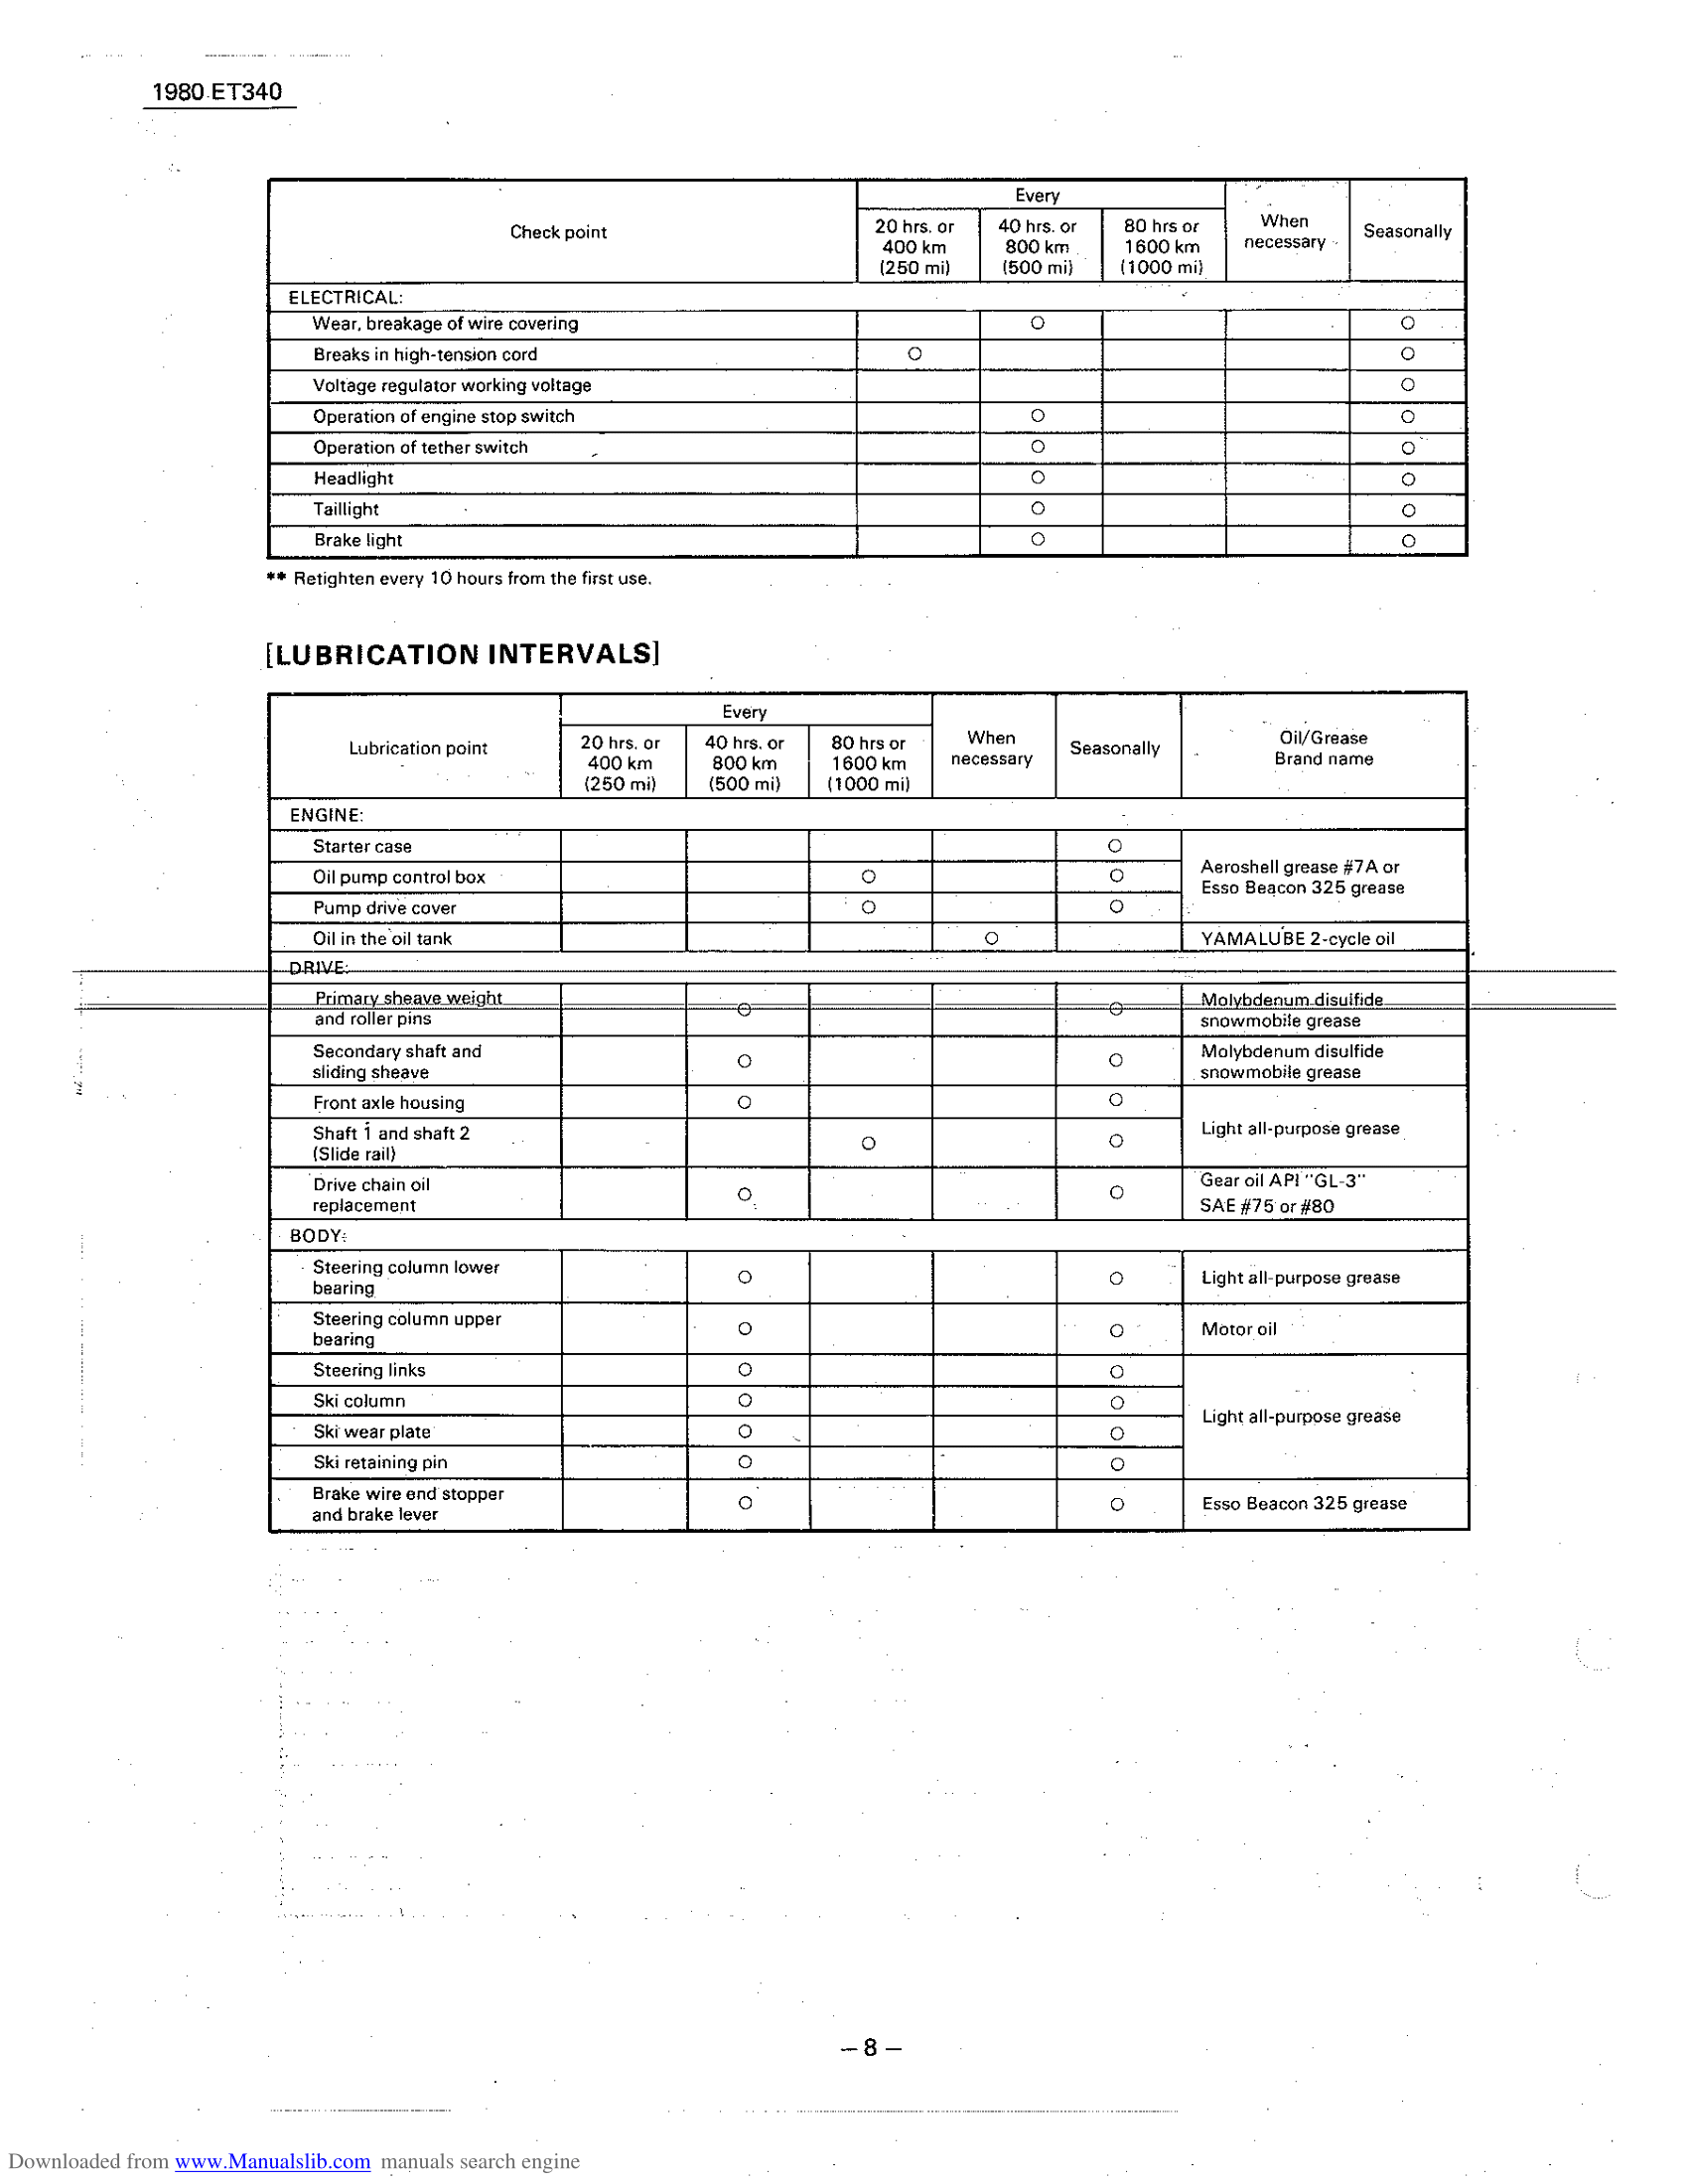 1980 ET340
Check point
Every
20 hrs. or
400 km
(250 mi)
40 hrs. or
800 km
(500 mi)
80 hrs or
1600 km
(1000 mi)
When
necessary
Seasonally
ELECTRICAL:
Wear, breakage of wire covering ○ ○
Breaks in high-tension cord ○ ○
Voltage regulator working voltage ○
Operation of engine stop switch ○ ○
Operation of tether switch ○ ○
Headlight ○ ○
Taillight ○ ○
Brake light ○ ○
** Retighten every 10 hours from the first use.
[LUBRICATION INTERVALS]
Lubrication point
Every
20 hrs. or
400 km
(250 mi)
40 hrs. or
800 km
(500 mi)
80 hrs or
1600 km
(1000 mi)
When
necessary
Seasonally
Oil/Grease
Brand name
ENGINE:
Starter case ○
Oil pump control box ○ ○
Pump drive cover ○ ○
Aeroshell grease #7A or
Esso Beacon 325 grease
Oil in the oil tank ○ YAMALUBE 2-cycle oil
DRIVE:
Primary sheave weight
and roller pins ○ ○
Molybdenum disulfide
snowmobile grease
Secondary shaft and
sliding sheave ○ ○
Molybdenum disulfide
snowmobile grease
Front axle housing ○ ○
Shaft 1 and shaft 2
(Slide rail) ○ ○
Light all-purpose grease
Drive chain oil
replacement ○ ○
Gear oil API "GL-3"
SAE #75 or #80
BODY:
Steering column lower
bearing ○ ○ Light all-purpose grease
Steering column upper
bearing ○ ○ Motor oil
Steering links ○ ○
Ski column ○ ○
Ski wear plate ○ ○
Ski retaining pin ○ ○
Light all-purpose grease
Brake wire end stopper
and brake lever ○ ○ Esso Beacon 325 grease
– 8 –
Downloaded from www.Manualslib.com manuals search engine